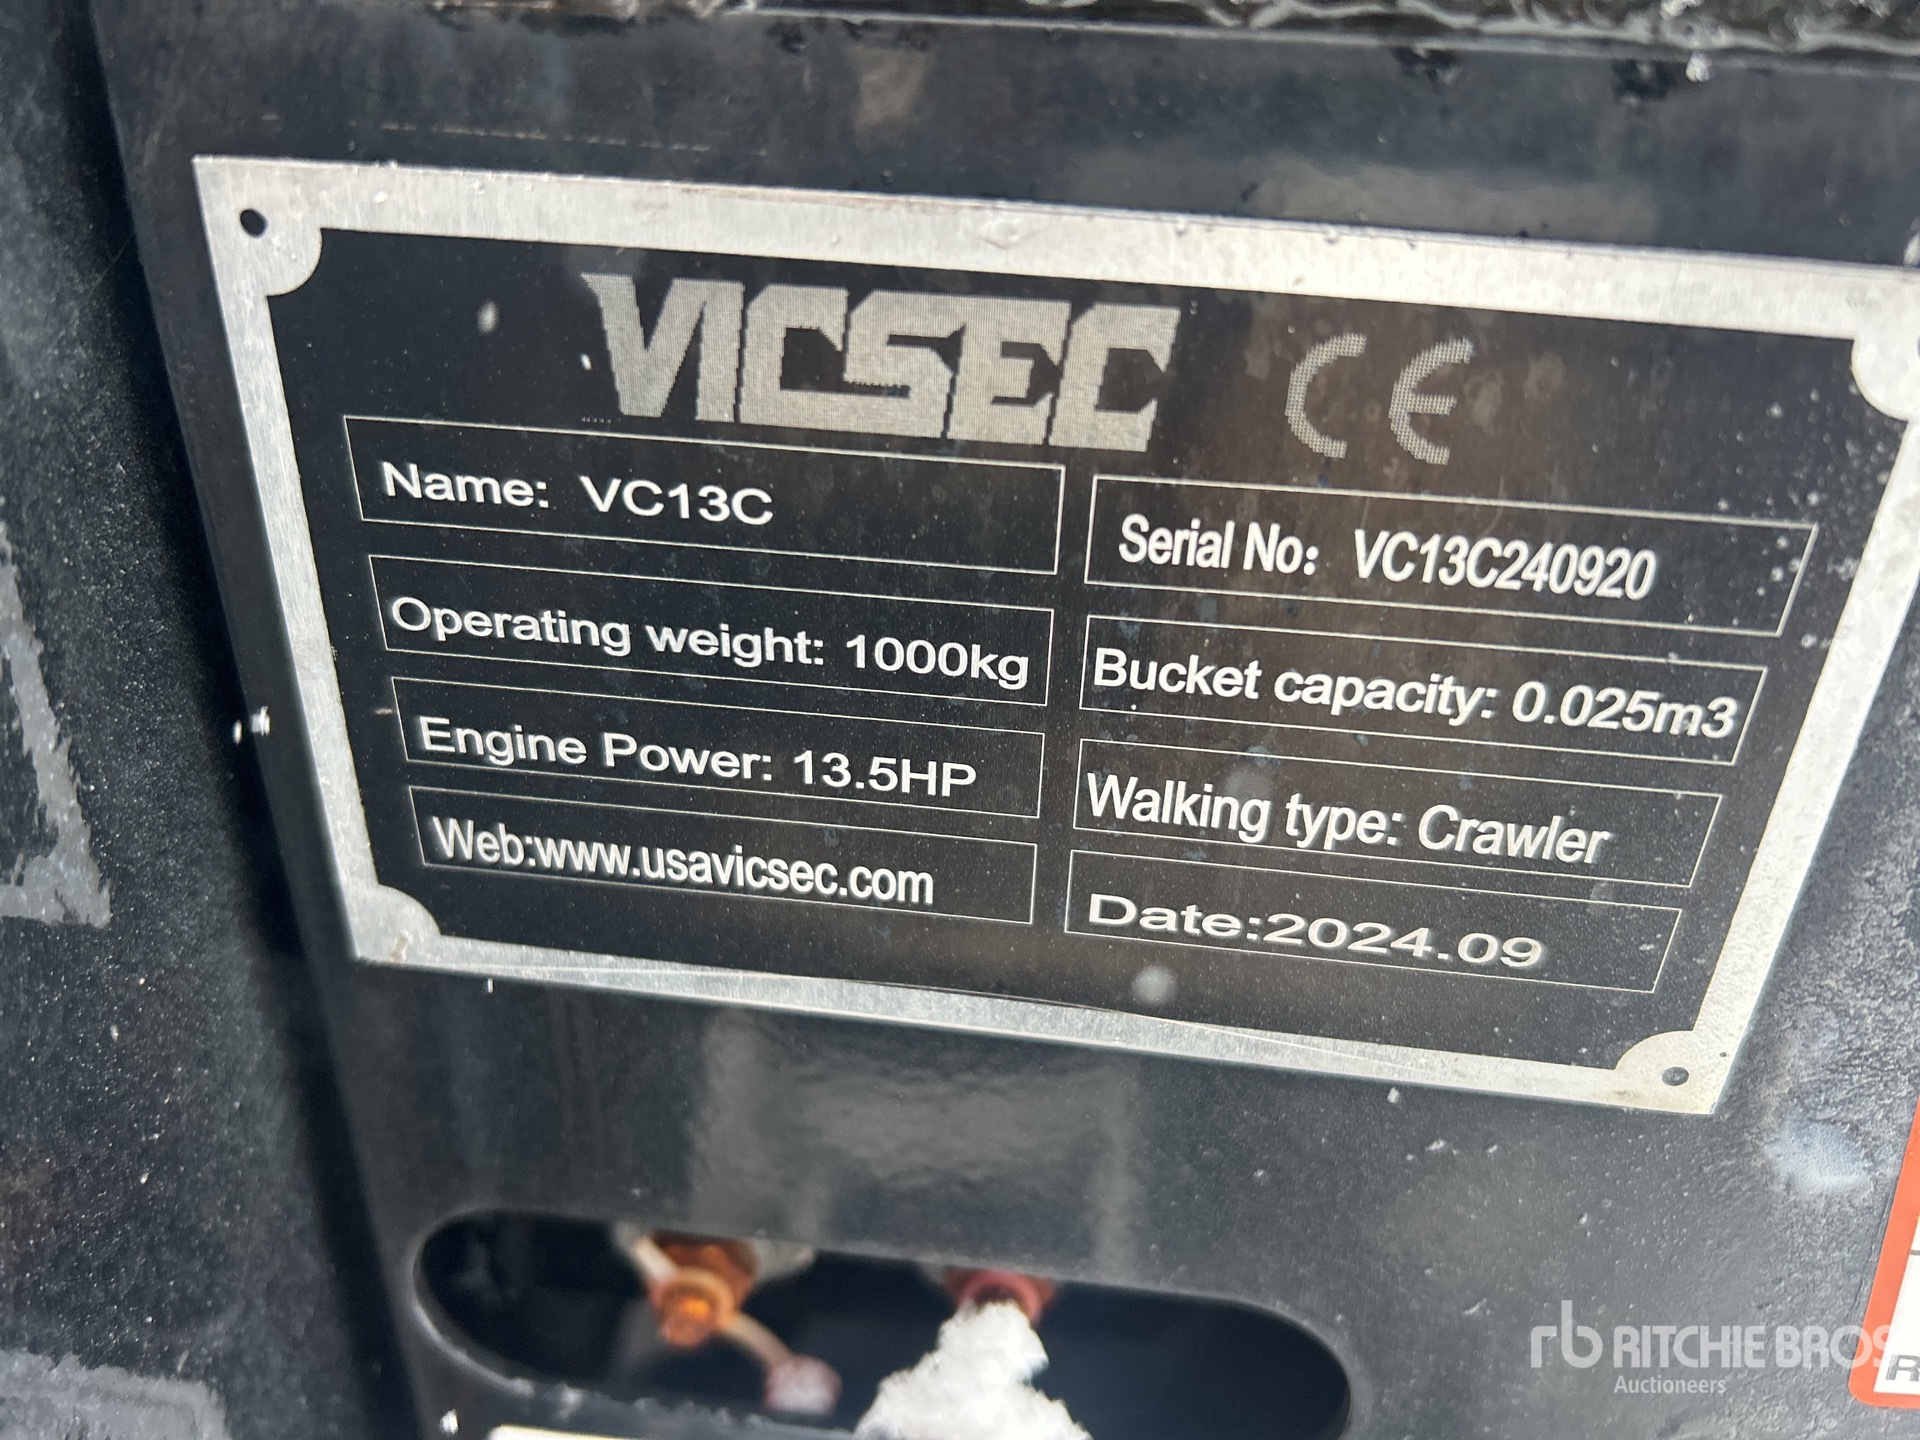 VICSEC CE
Name: VC13C
Serial No: VC13C240920
Operating weight: 1000kg
Bucket capacity: 0.025m3
Engine Power: 13.5HP
Walking type: Crawler
Web:www.usavicsec.com
Date:2024.09
rb RITCHIE BROS
Auctioneers
R